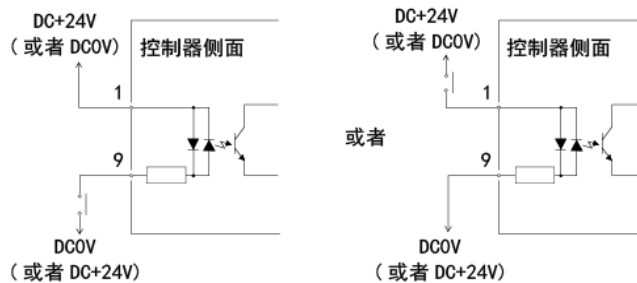 DC+24V
（或者 DC0V）
控制器侧面
1
9
DC0V
（或者 DC+24V）
或者
DC+24V
（或者 DC0V）
控制器侧面
1
9
DC0V
（或者 DC+24V）